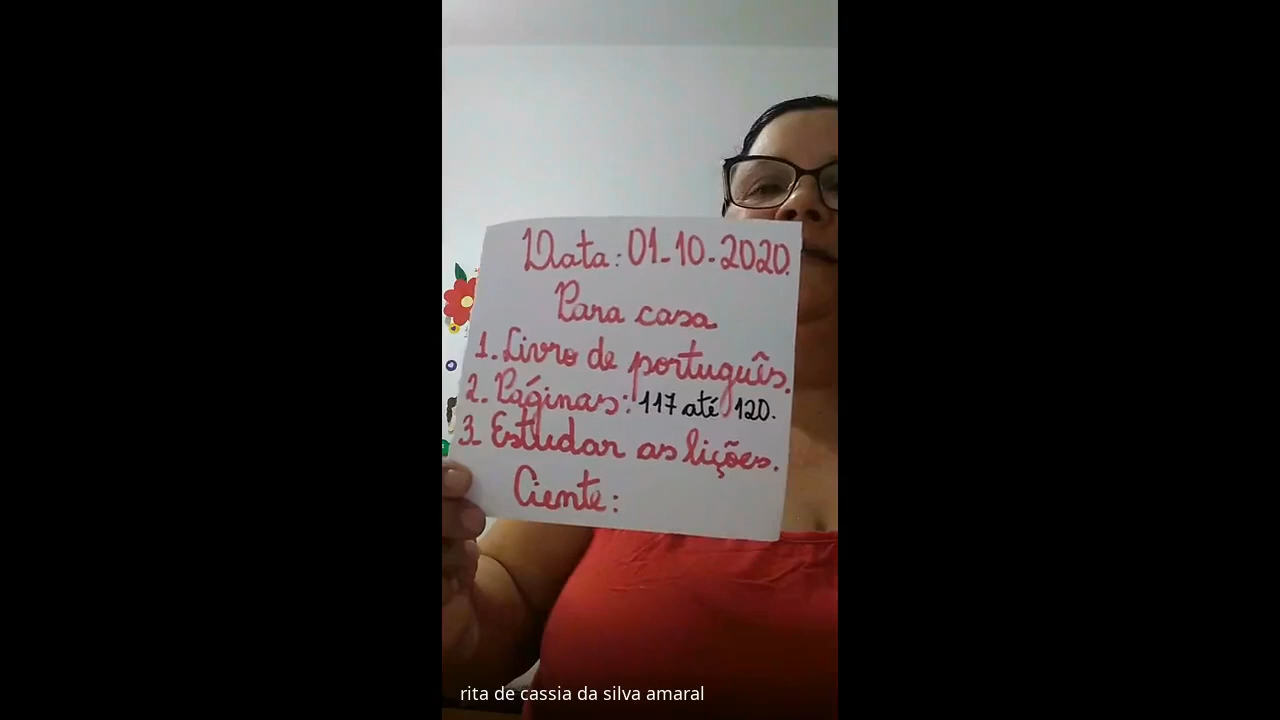 Data: 01-10-2020.
Para casa
1. Livro de português.
2. Páginas: 117 até 120.
3. Estudar as lições.
Ciente:
rita de cassia da silva amaral